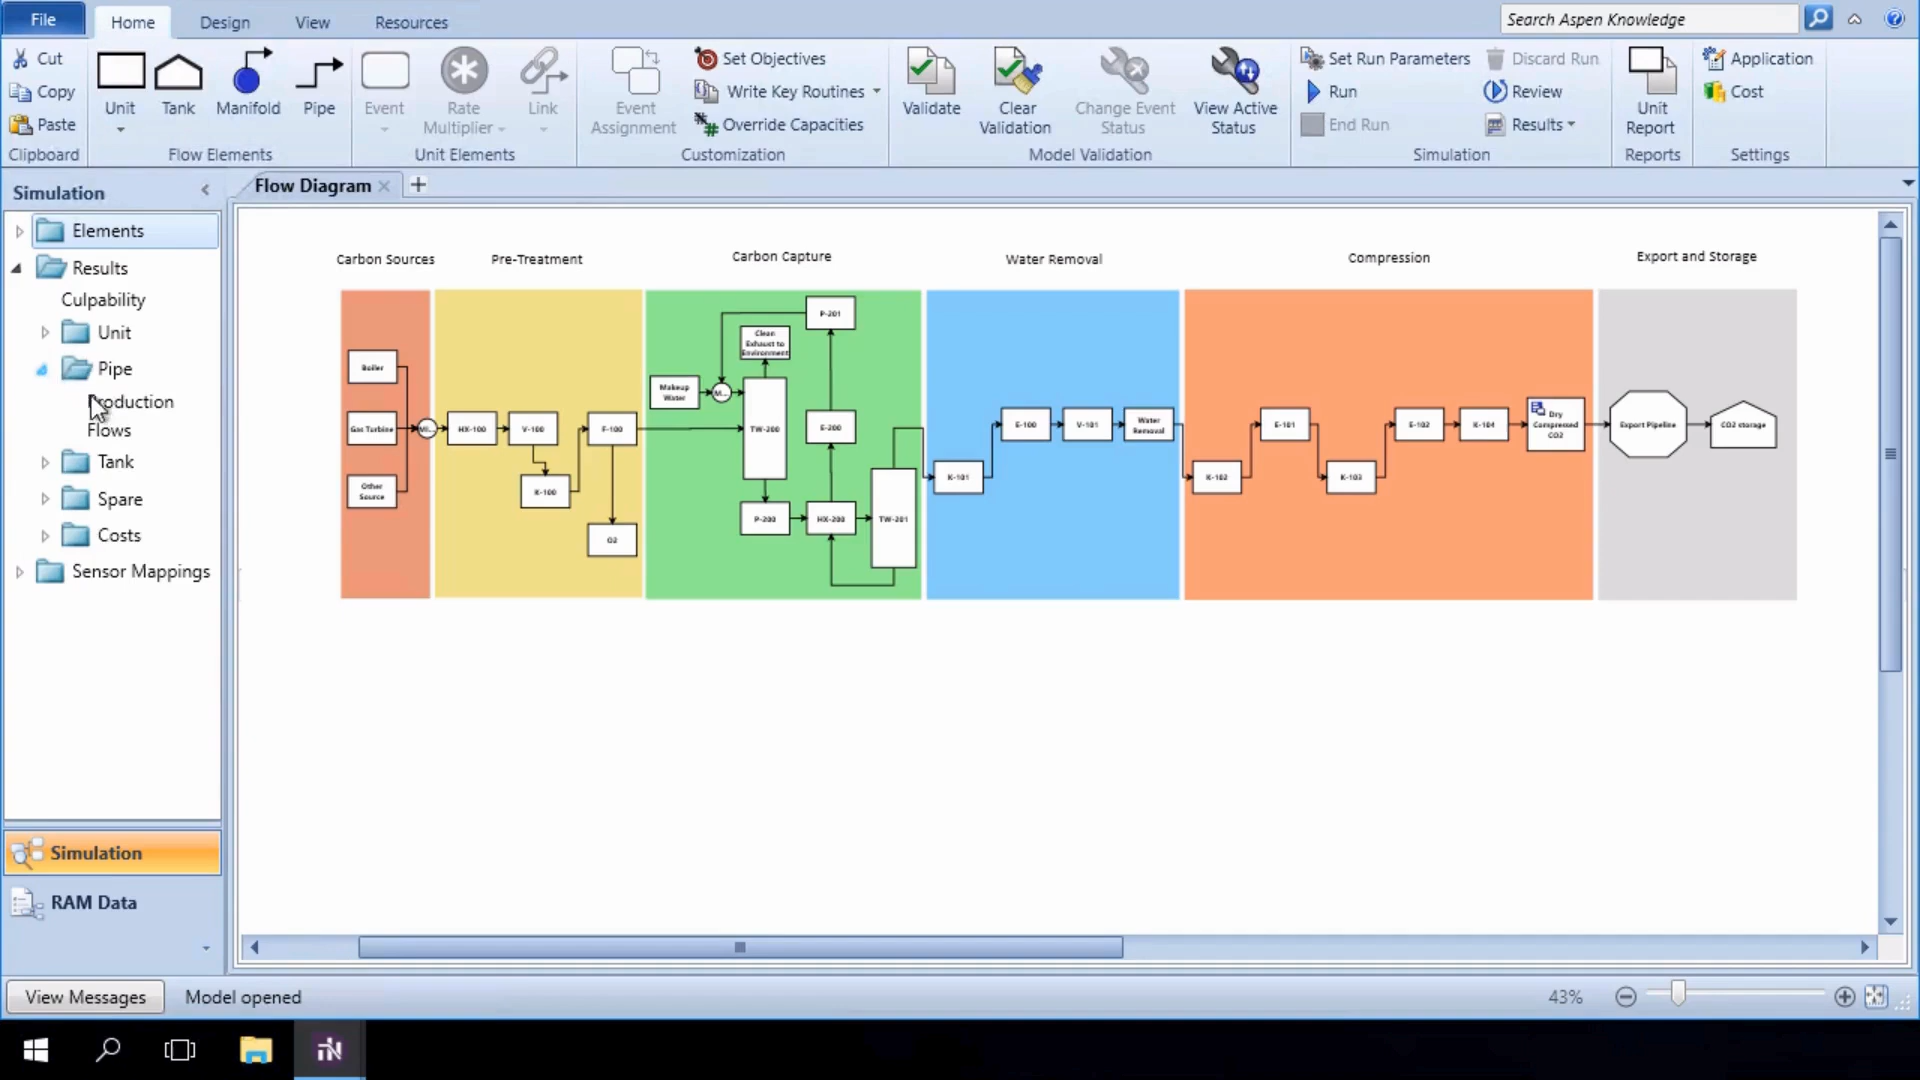 File
Home
Design
View
Resources
Search Aspen Knowledge
Cut
Copy
Paste
Clipboard
Unit
Tank
Manifold
Pipe
Flow Elements
Event
Rate
Multiplier
Link
Unit Elements
Event
Assignment
Set Objectives
Write Key Routines
Override Capacities
Customization
Validate
Clear
Validation
Change Event
Status
View Active
Status
Model Validation
Set Run Parameters
Run
End Run
Discard Run
Review
Results
Simulation
Unit
Report
Reports
Application
Cost
Settings
Simulation
Elements
Results
Culpability
Unit
Pipe
Production
Flows
Tank
Spare
Costs
Sensor Mappings
Simulation
RAM Data
Flow Diagram
Carbon Sources
Pre-Treatment
Carbon Capture
Water Removal
Compression
Export and Storage
Boiler
Gas Turbine
Other
Source
HX-100
V-100
K-100
F-100
O2
Makeup
Water
M...
Clean
Exhaust to
Environment
P-201
TW-200
E-200
P-200
HX-200
TW-201
K-101
E-100
V-101
Water
Removal
K-102
E-101
K-103
E-102
K-104
Dry
Compressed
CO2
Export Pipeline
CO2 storage
View Messages
Model opened
43%